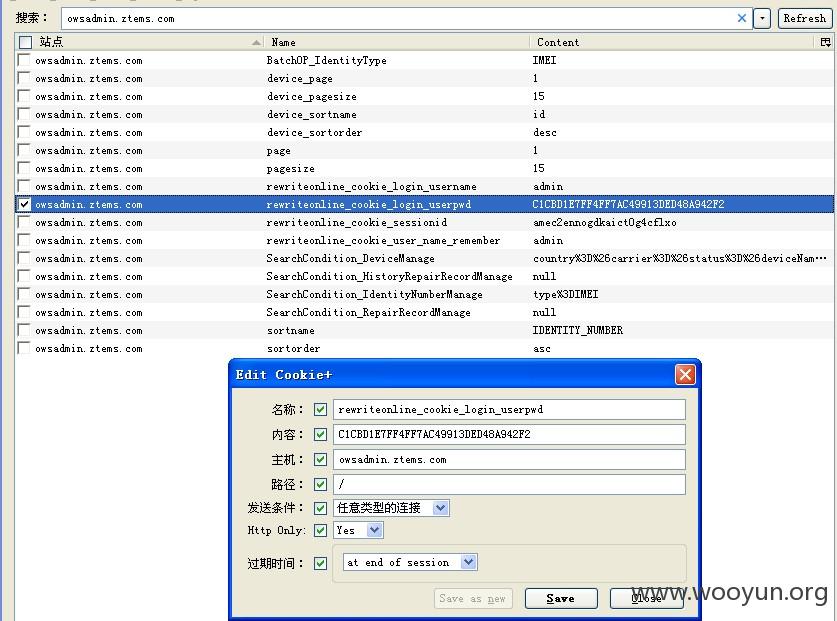 搜索： owsadmin.ztems.com Refresh
站点 Name Content
owsadmin.ztems.com BatchOP_IdentityType IMEI
owsadmin.ztems.com device_page 1
owsadmin.ztems.com device_pagesize 15
owsadmin.ztems.com device_sortname id
owsadmin.ztems.com device_sortorder desc
owsadmin.ztems.com page 1
owsadmin.ztems.com pagesize 15
owsadmin.ztems.com rewriteonline_cookie_login_username admin
owsadmin.ztems.com rewriteonline_cookie_login_userpwd C1CBD1E7FF4FF7AC49913DED48A942F2
owsadmin.ztems.com rewriteonline_cookie_sessionid amec2ennogdkaict0g4cflxo
owsadmin.ztems.com rewriteonline_cookie_user_name_remember admin
owsadmin.ztems.com SearchCondition_DeviceManage country%3D%26carrier%3D%26status%3D%26deviceNam...
owsadmin.ztems.com SearchCondition_HistoryRepairRecordManage null
owsadmin.ztems.com SearchCondition_IdentityNumberManage type%3DIMEI
owsadmin.ztems.com SearchCondition_RepairRecordManage null
owsadmin.ztems.com sortname IDENTITY_NUMBER
owsadmin.ztems.com sortorder asc
Edit Cookie+
名称： rewriteonline_cookie_login_userpwd
内容： C1CBD1E7FF4FF7AC49913DED48A942F2
主机： owsadmin.ztems.com
路径： /
发送条件： 任意类型的连接
Http Only: Yes
过期时间： at end of session
Save as new Save Close
www.wooyun.org